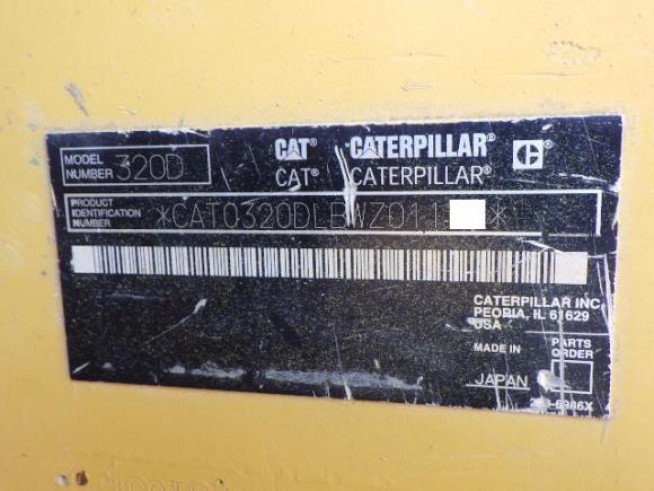 MODEL NUMBER 320D
CAT® CATERPILLAR®
CAT® CATERPILLAR®
PRODUCT IDENTIFICATION NUMBER *CAT0320DLBWZ011 *
CATERPILLAR INC.
PEORIA, IL 61629
USA
MADE IN
JAPAN
PARTS ORDER